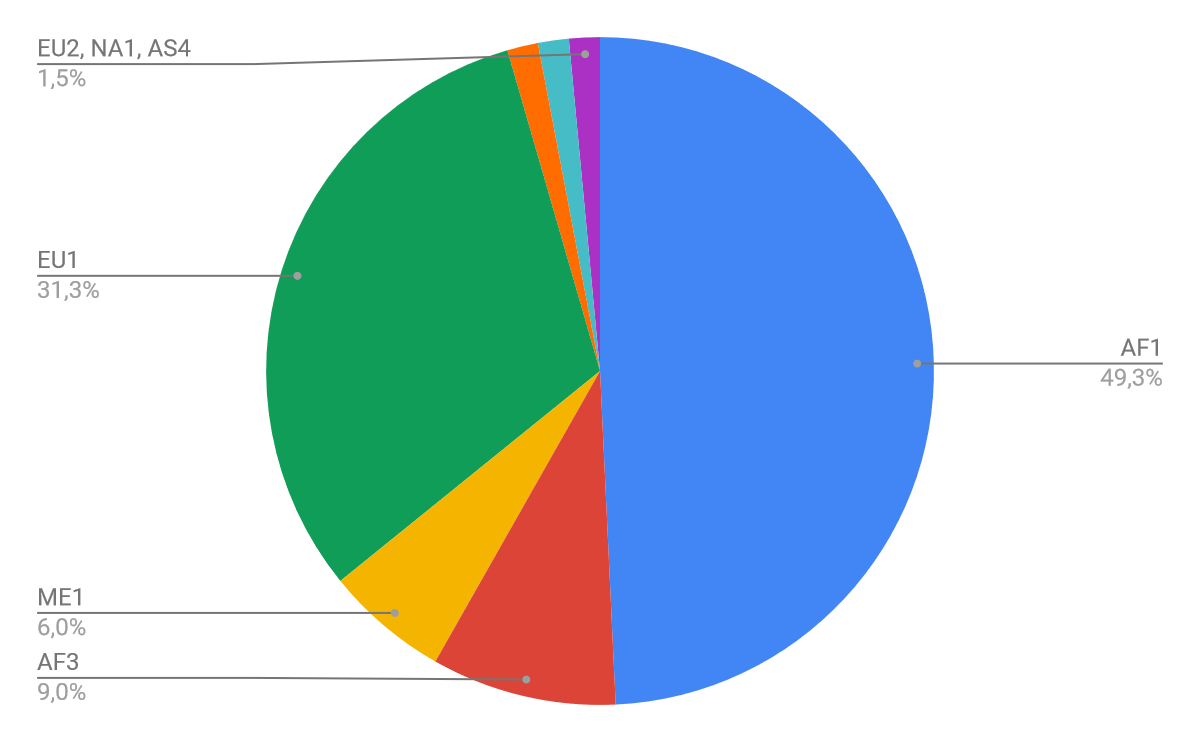 EU2, NA1, AS4
1,5%
EU1
31,3%
AF1
49,3%
ME1
6,0%
AF3
9,0%